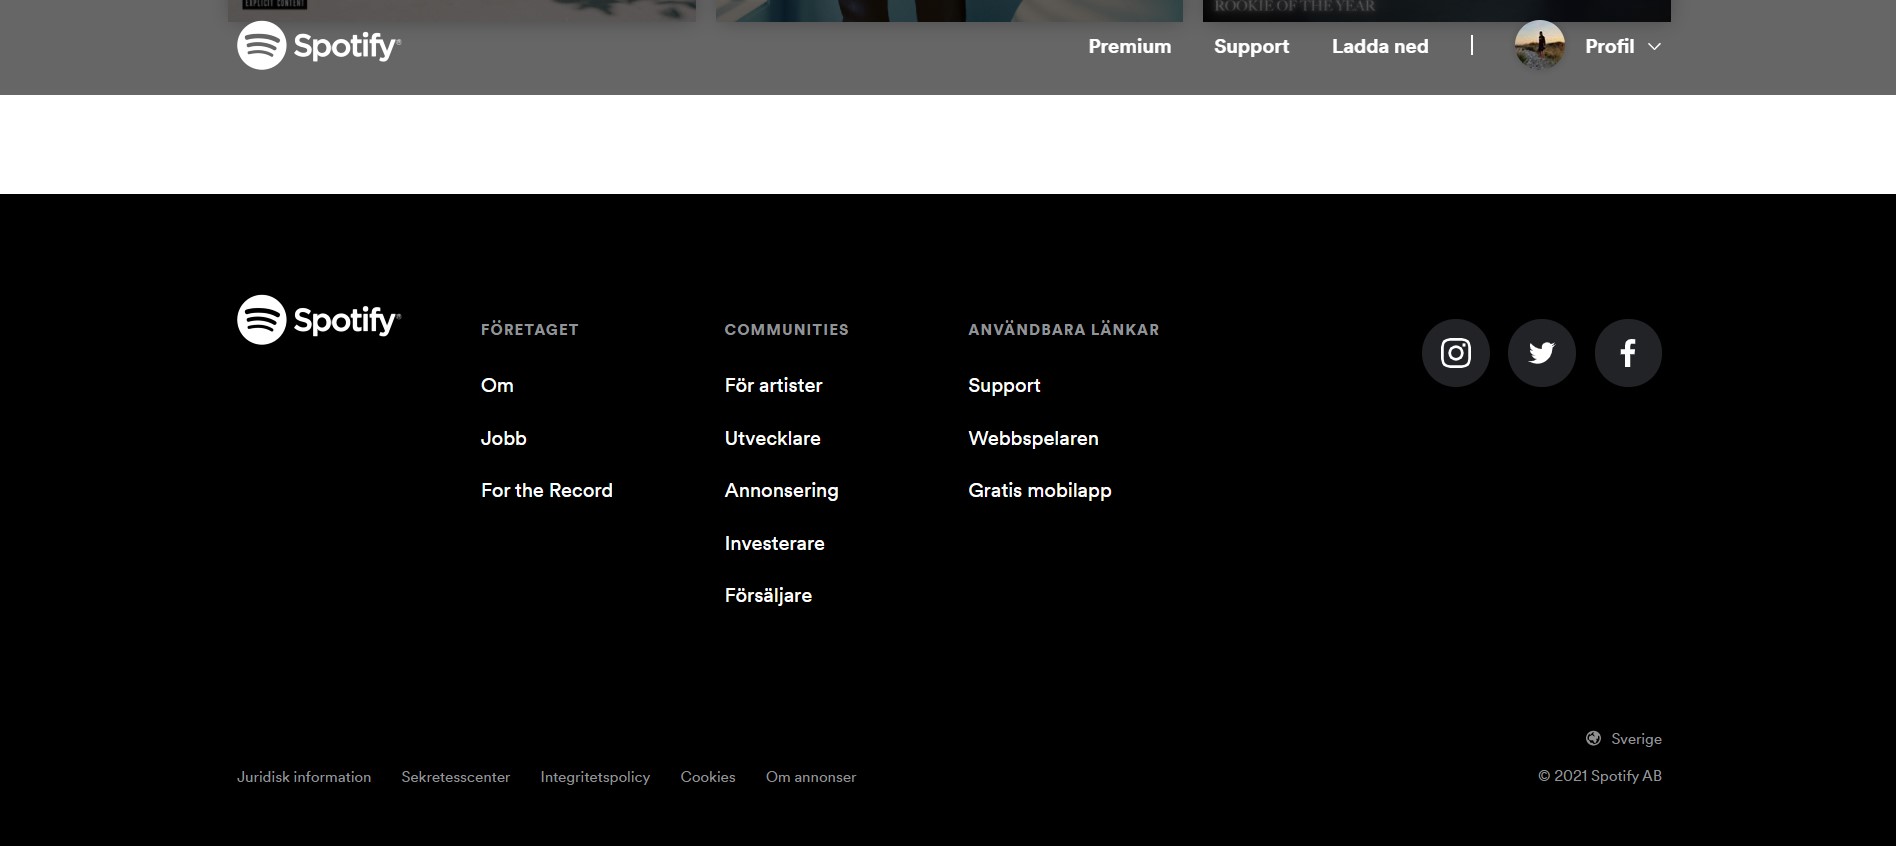 EXPLICIT CONTENT
ROOKIE OF THE YEAR
Spotify®
Premium
Support
Ladda ned
Profil
Spotify®
FÖRETAGET
Om
Jobb
For the Record
COMMUNITIES
För artister
Utvecklare
Annonsering
Investerare
Försäljare
ANVÄNDBARA LÄNKAR
Support
Webbspelaren
Gratis mobilapp
Sverige
Juridisk information
Sekretesscenter
Integritetspolicy
Cookies
Om annonser
© 2021 Spotify AB